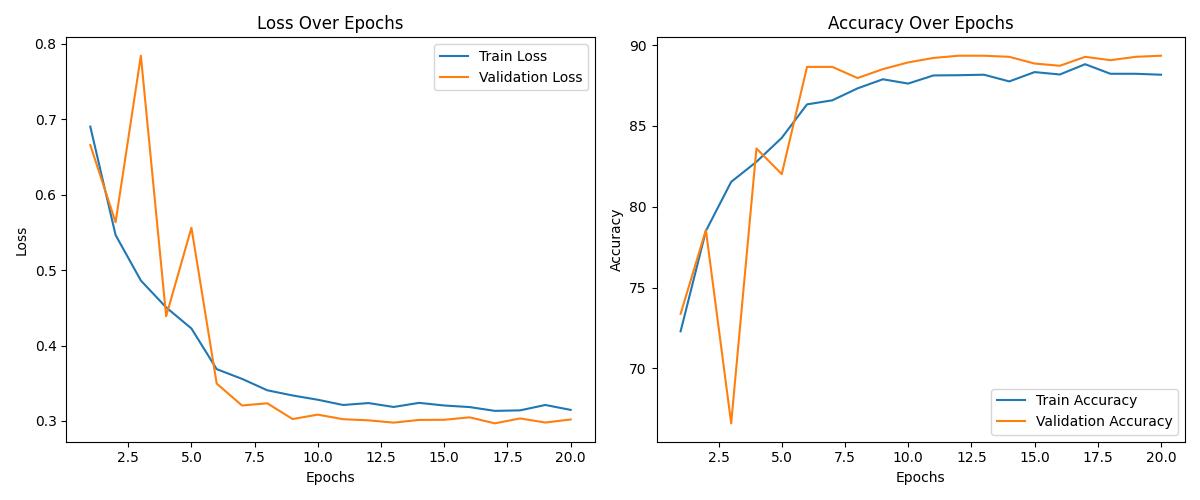 Loss Over Epochs
0.8
0.7
0.6
0.5
0.4
0.3
Loss
Train Loss
Validation Loss
2.5 5.0 7.5 10.0 12.5 15.0 17.5 20.0
Epochs
Accuracy Over Epochs
90
85
80
75
70
Accuracy
Train Accuracy
Validation Accuracy
2.5 5.0 7.5 10.0 12.5 15.0 17.5 20.0
Epochs